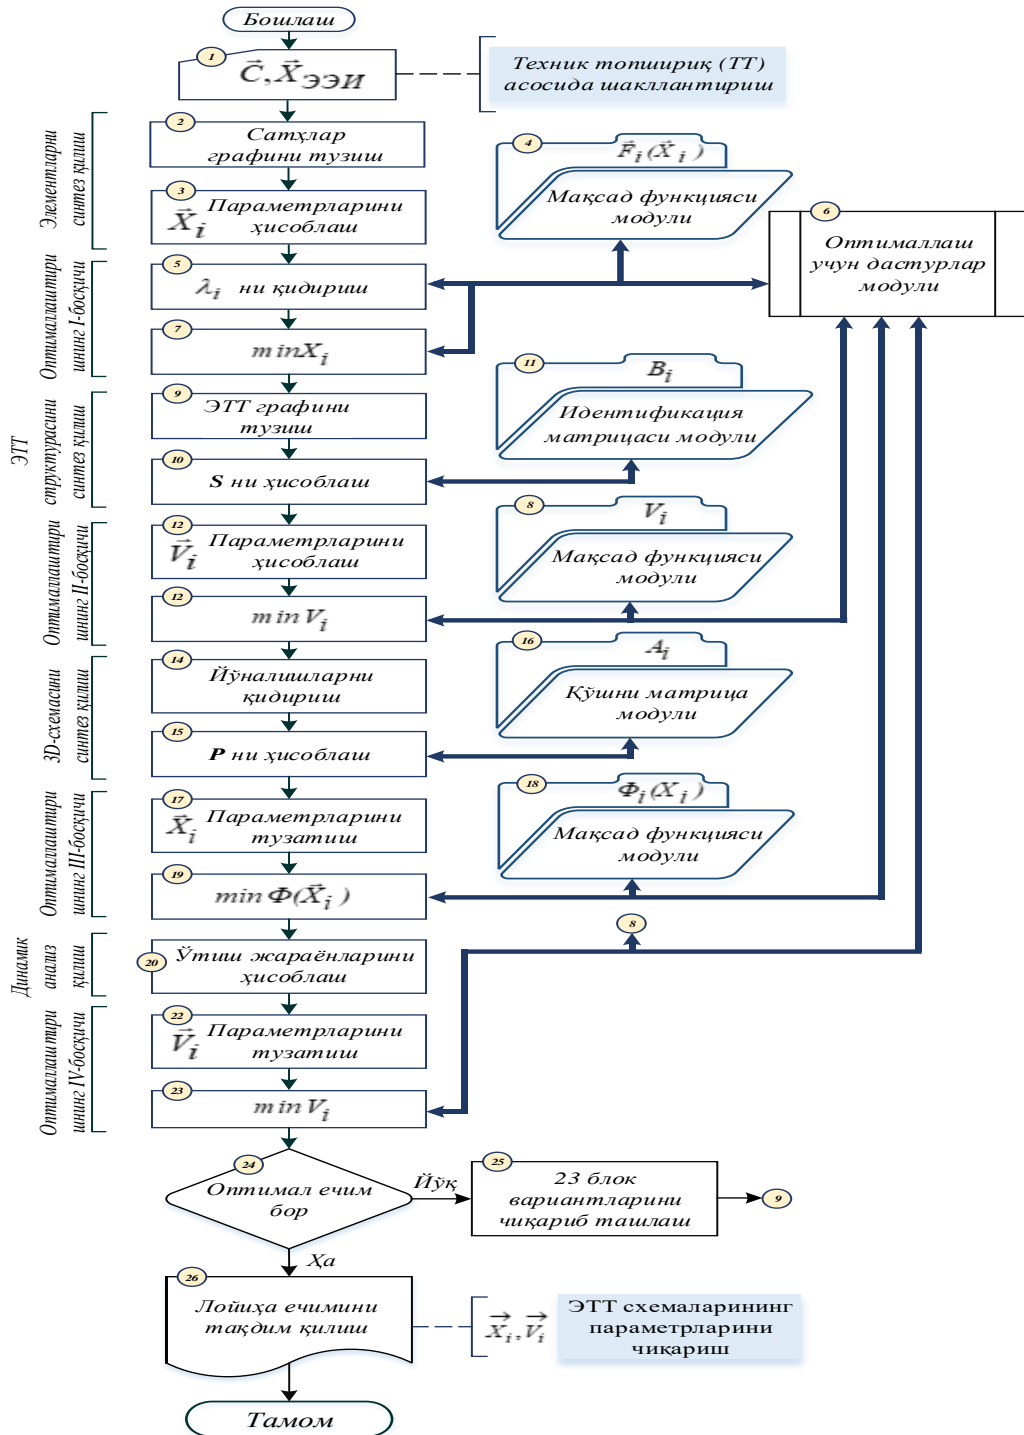 Бошлаш
1
C⃗, X⃗ЭЭИ
Техник топшириқ (ТТ)
асосида шакллантириш
Элементларни
синтез қилиш
2
Сатҳлар
графини тузиш
3
X⃗i Параметрларини
ҳисоблаш
4
F⃗i(X⃗i)
Мақсад функцияси
модули
6
Оптималлаш
учун дастурлар
модули
Оптималлаштири
шнинг I-босқичи
5
λi ни қидириш
7
minXi
ЭТТ
структурасини
синтез қилиш
9
ЭТТ графини
тузиш
10
S ни ҳисоблаш
11
Bi
Идентификация
матрицаси модули
Оптималлаштири
шнинг II-босқичи
12
V⃗i Параметрларини
ҳисоблаш
12
min Vi
8
Vi
Мақсад функцияси
модули
3D-схемасини
синтез қилиш
14
Йўналишларни
қидириш
15
P ни ҳисоблаш
16
Ai
Қўшни матрица
модули
Оптималлаштири
шнинг III-босқичи
17
X⃗i Параметрларини
тузатиш
19
min Φ(X⃗i)
18
Φi(Xi)
Мақсад функцияси
модули
8
Динамик
анализ
қилиш
20
Ўтиш жараёнларини
ҳисоблаш
Оптималлаштири
шнинг IV-босқичи
22
V⃗i Параметрларини
тузатиш
23
min Vi
24
Оптимал ечим
бор
Йўқ
25
23 блок
вариантларини
чиқариб ташлаш
9
Ҳа
26
Лойиҳа ечимини
тақдим қилиш
X⃗i, V⃗i
ЭТТ схемаларининг
параметрларини
чиқариш
Тамом